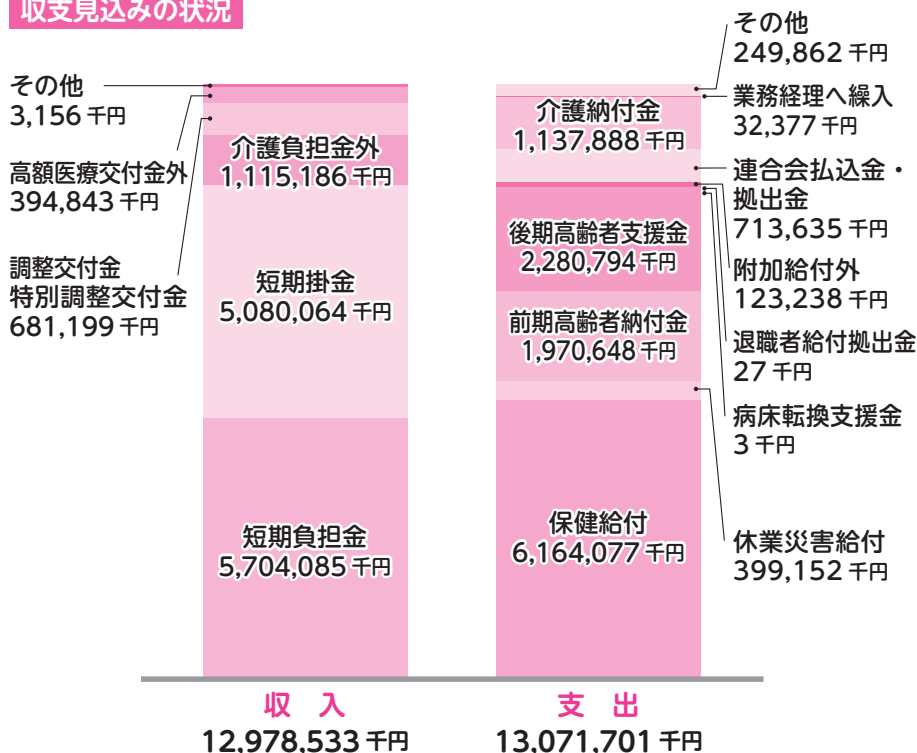 収支見込みの状況
その他
3,156 千円
高額医療交付金外
394,843 千円
調整交付金
特別調整交付金
681,199 千円
介護負担金外
1,115,186 千円
短期掛金
5,080,064 千円
短期負担金
5,704,085 千円
収 入
12,978,533 千円
介護納付金
1,137,888 千円
後期高齢者支援金
2,280,794 千円
前期高齢者納付金
1,970,648 千円
保健給付
6,164,077 千円
支 出
13,071,701 千円
その他
249,862 千円
業務経理へ繰入
32,377 千円
連合会払込金・
拠出金
713,635 千円
附加給付外
123,238 千円
退職者給付拠出金
27 千円
病床転換支援金
3 千円
休業災害給付
399,152 千円